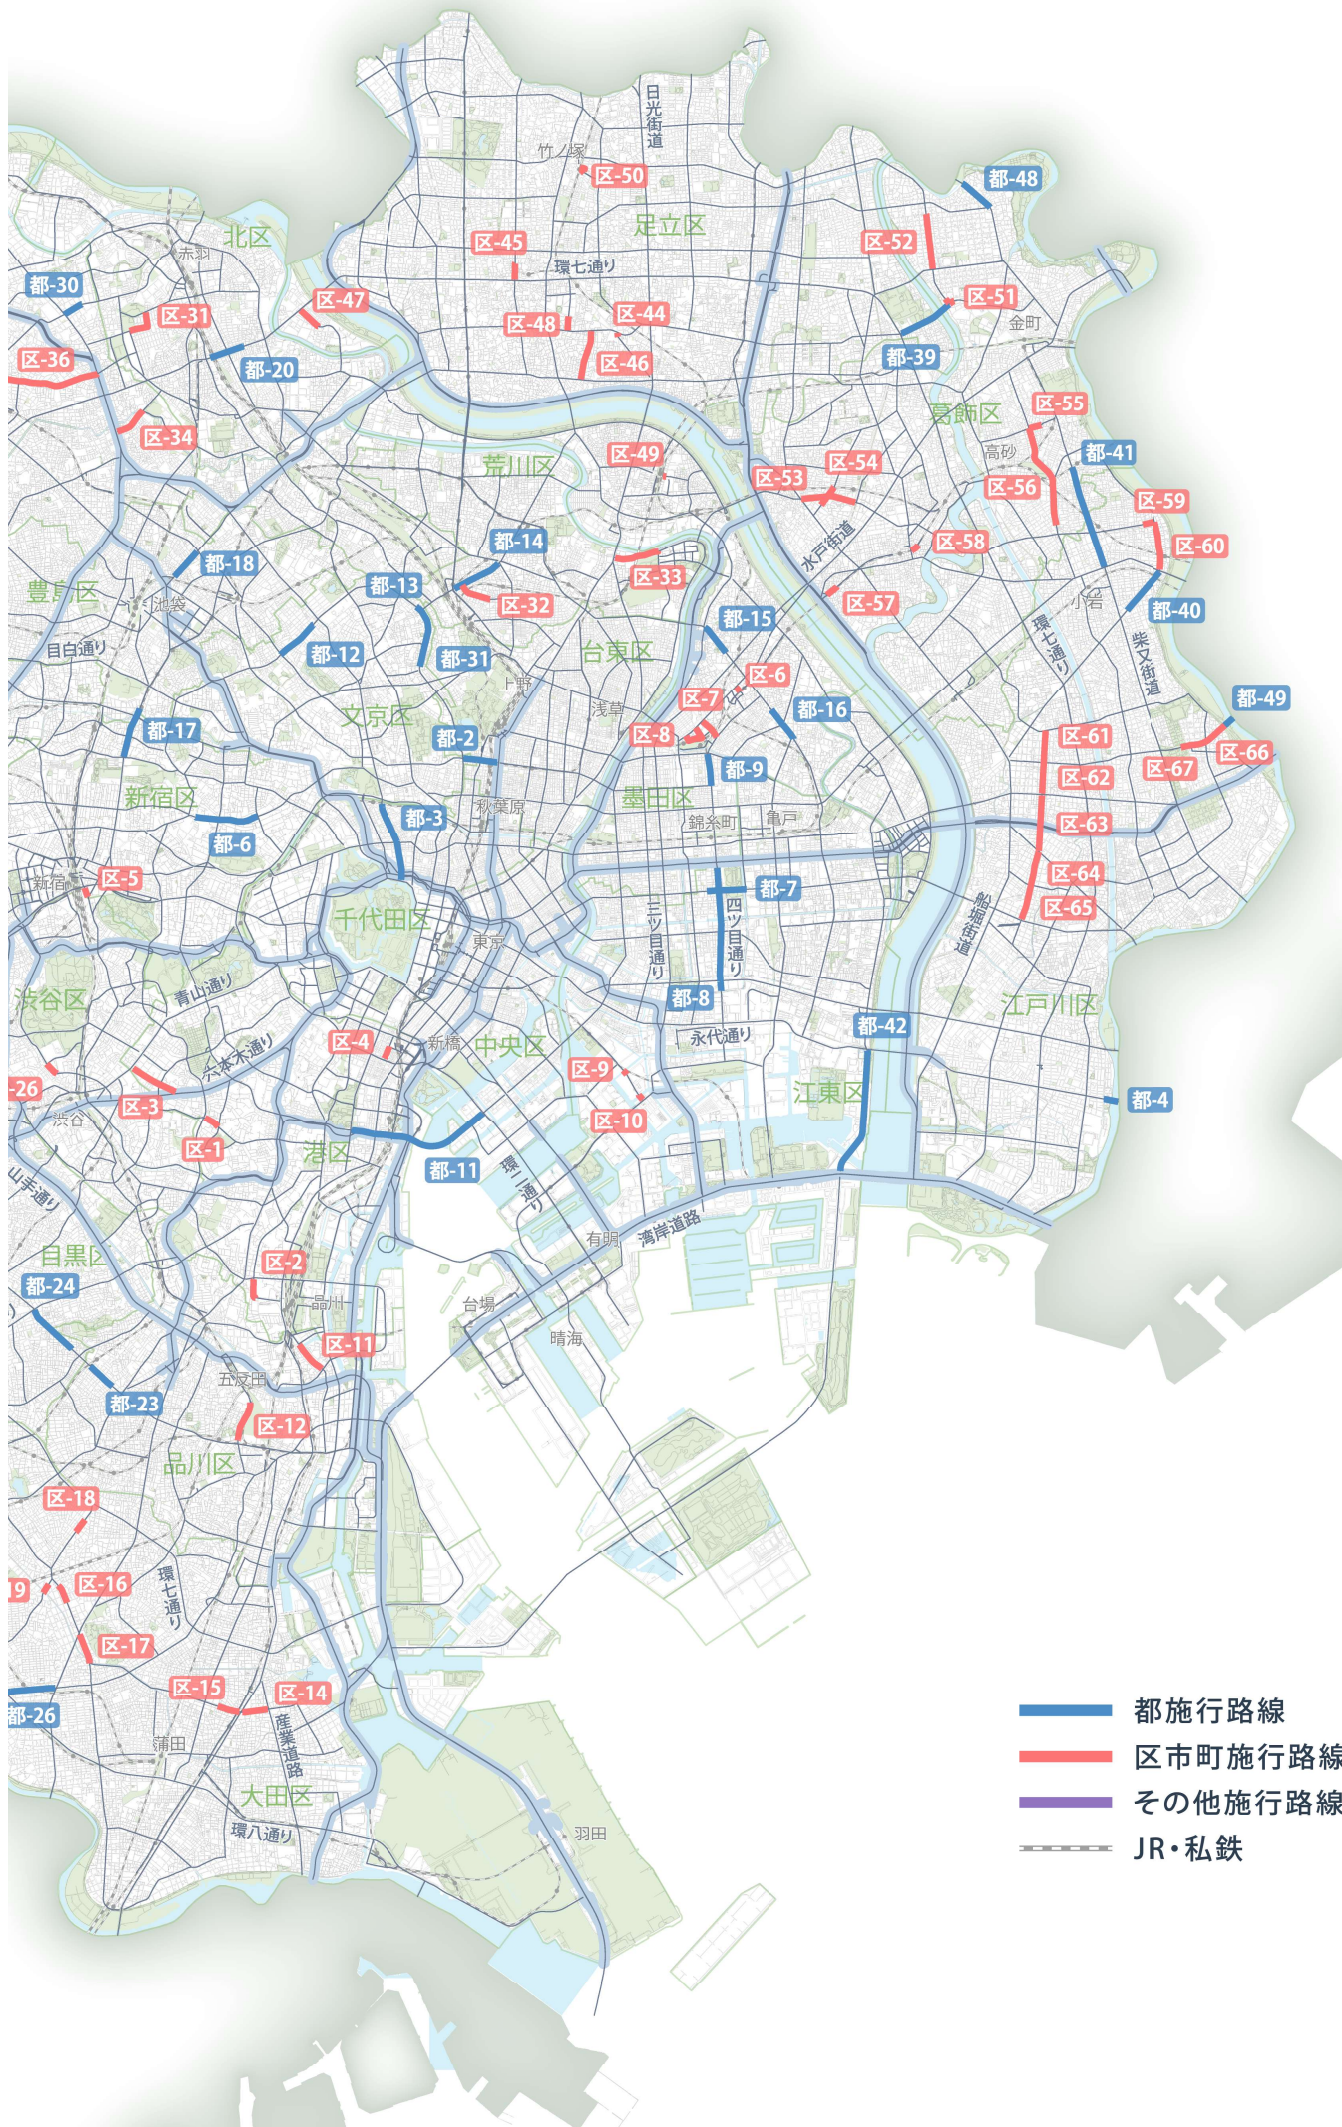 日光街道
竹ノ塚
区-50
都-48
足立区
北区
区-45
区-52
赤羽
環七通り
都-30
区-47
区-51
区-31
区-48
区-44
金町
区-36
都-20
区-46
都-39
区-55
葛飾区
区-34
高砂
都-41
区-49
区-54
荒川区
区-53
区-56
区-59
都-14
水戸街道
区-58
区-60
都-18
都-13
区-33
豊島区
池袋
区-32
区-57
小岩
都-40
都-15
環七通り
目白通り
都-12
都-31
台東区
柴又街道
区-6
上野
都-49
区-7
浅草
文京区
都-16
都-17
都-2
区-8
区-61
区-66
都-9
区-67
区-62
新宿区
墨田区
秋葉原
都-3
錦糸町
亀戸
区-63
都-6
区-64
新宿
区-5
都-7
区-65
千代田区
三ツ目通り
四ツ目通り
船堀街道
東京
青山通り
都-8
渋谷区
江戸川区
都-42
永代通り
区-4
新橋
中央区
六本木通り
区-9
-26
江東区
都-4
区-3
渋谷
区-10
区-1
港区
都-11
環二通り
山手通り
湾岸道路
有明
目黒区
区-2
都-24
品川
台場
晴海
区-11
五反田
都-23
区-12
品川区
区-18
環七通り
19
区-16
区-17
区-15
区-14
都-26
産業道路
蒲田
大田区
環八通り
羽田
都施行路線
区市町施行路線
その他施行路線
JR・私鉄